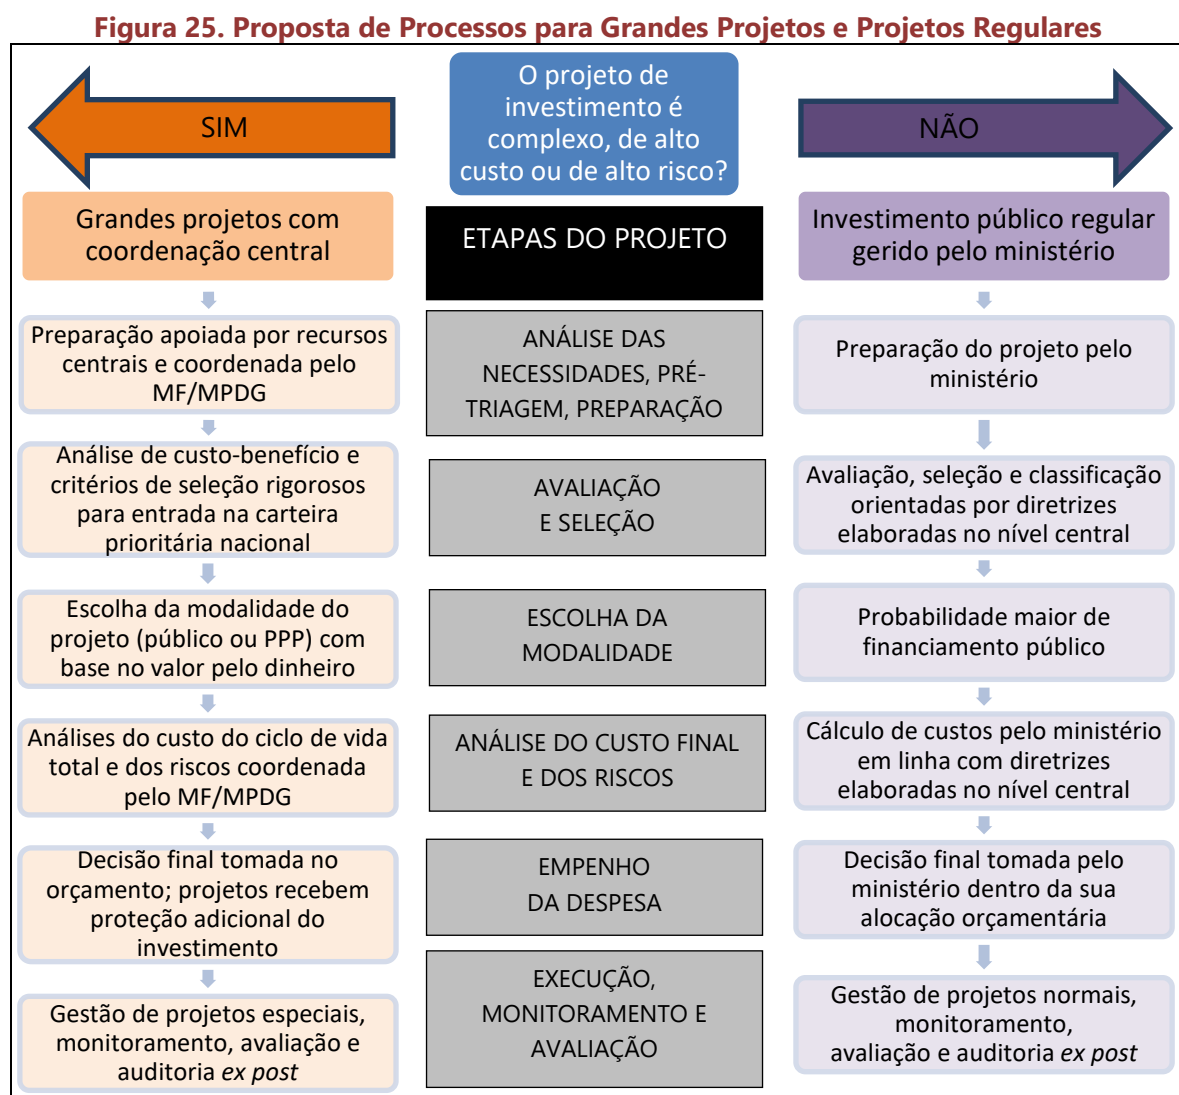 Figura 25. Proposta de Processos para Grandes Projetos e Projetos Regulares
SIM
O projeto de
investimento é
complexo, de alto
custo ou de alto risco?
NÃO
Grandes projetos com
coordenação central
ETAPAS DO PROJETO
Investimento público regular
gerido pelo ministério
Preparação apoiada por recursos
centrais e coordenada pelo
MF/MPDG
ANÁLISE DAS
NECESSIDADES, PRÉ-
TRIAGEM, PREPARAÇÃO
Preparação do projeto pelo
ministério
Análise de custo-benefício e
critérios de seleção rigorosos
para entrada na carteira
prioritária nacional
AVALIAÇÃO
E SELEÇÃO
Avaliação, seleção e classificação
orientadas por diretrizes
elaboradas no nível central
Escolha da modalidade do
projeto (público ou PPP) com
base no valor pelo dinheiro
ESCOLHA DA
MODALIDADE
Probabilidade maior de
financiamento público
Análises do custo do ciclo de vida
total e dos riscos coordenada
pelo MF/MPDG
ANÁLISE DO CUSTO FINAL
E DOS RISCOS
Cálculo de custos pelo ministério
em linha com diretrizes
elaboradas no nível central
Decisão final tomada no
orçamento; projetos recebem
proteção adicional do
investimento
EMPENHO
DA DESPESA
Decisão final tomada pelo
ministério dentro da sua
alocação orçamentária
Gestão de projetos especiais,
monitoramento, avaliação e
auditoria ex post
EXECUÇÃO,
MONITORAMENTO E
AVALIAÇÃO
Gestão de projetos normais,
monitoramento,
avaliação e auditoria ex post